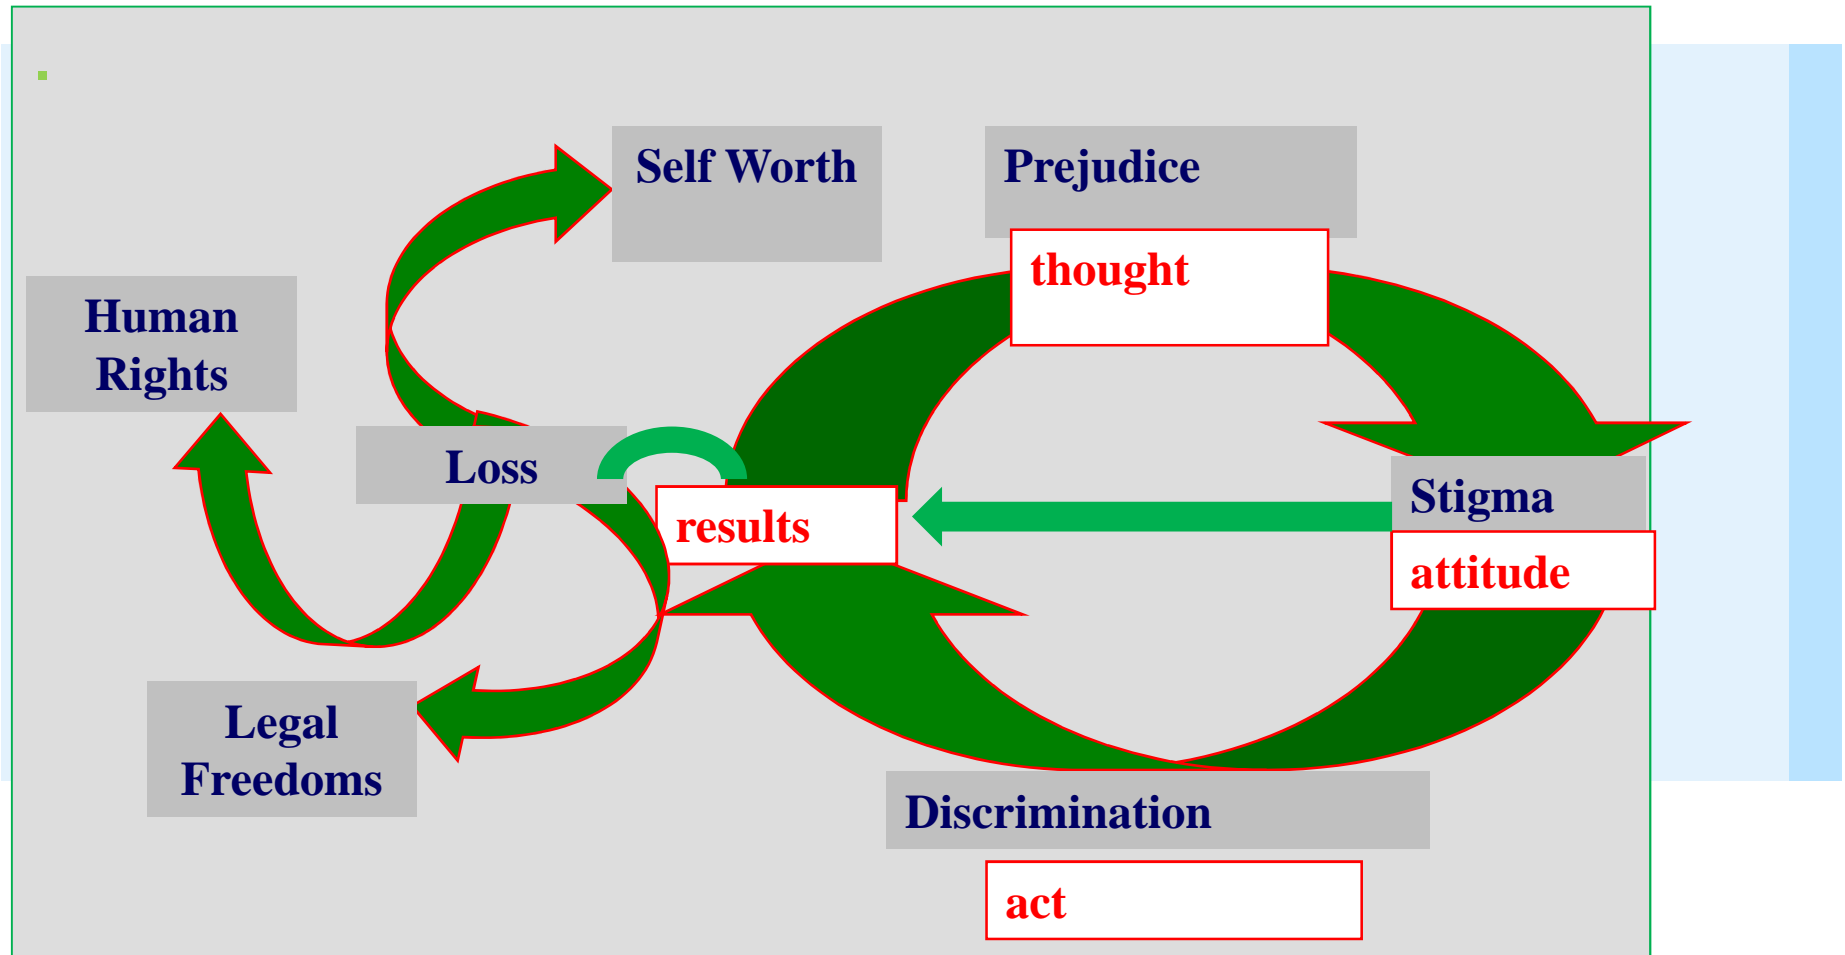 Self Worth
Prejudice
thought
Human
Rights
Loss
results
Stigma
attitude
Legal
Freedoms
Discrimination
act